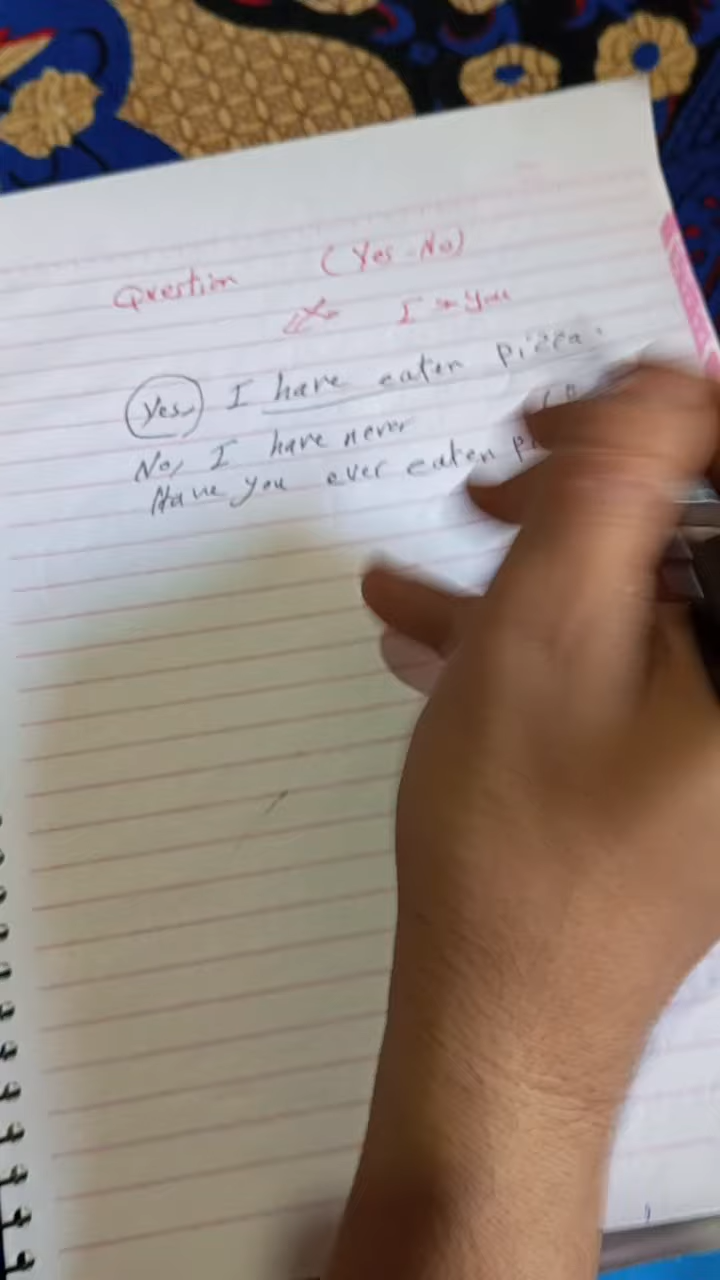 Question (Yes-No)
I → you
Yes, I have eaten pizza.
No, I have never
Have you ever eaten